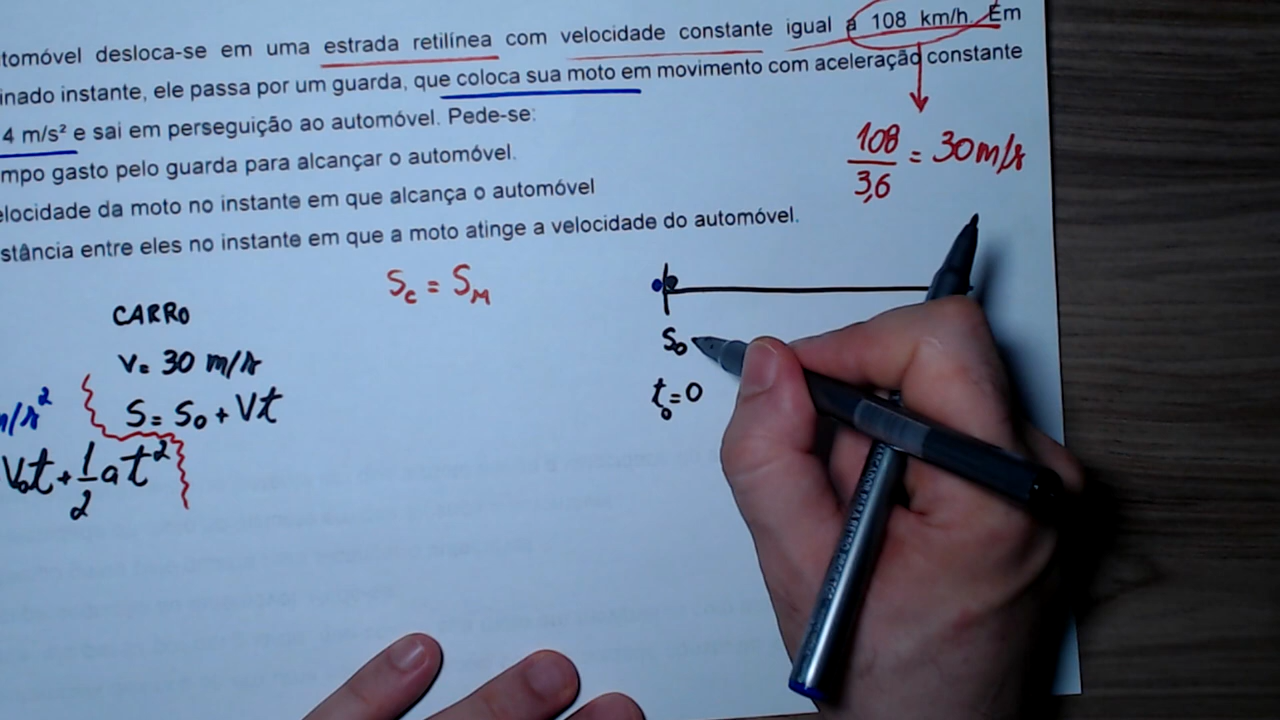 tomóvel desloca-se em uma estrada retilínea com velocidade constante igual a 108 km/h. Em
inado instante, ele passa por um guarda, que coloca sua moto em movimento com aceleração constante
4 m/s² e sai em perseguição ao automóvel. Pede-se:
mpo gasto pelo guarda para alcançar o automóvel.
elocidade da moto no instante em que alcança o automóvel
stância entre eles no instante em que a moto atinge a velocidade do automóvel.
108/3,6 = 30 m/s
Sc = SM
CARRO
V = 30 m/s
m/s²
S = S₀ + Vt
V₀t + 1/2 at²
S₀
t₀ = 0